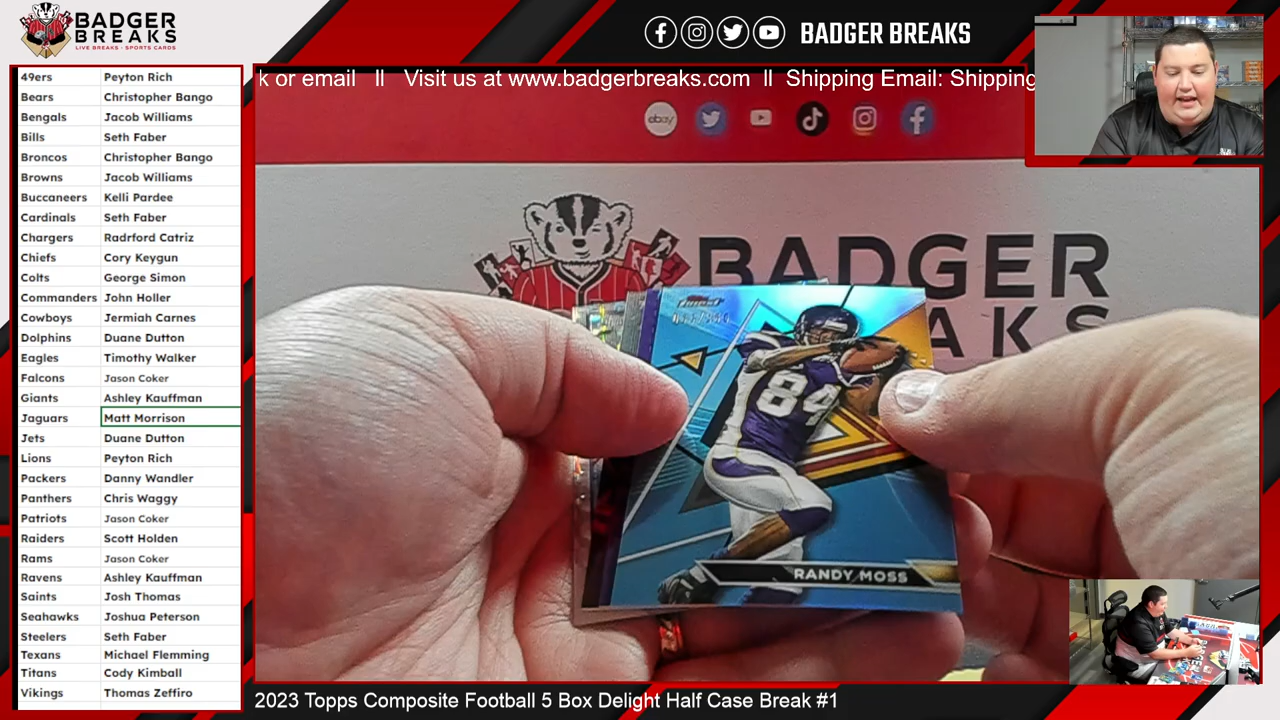 BADGER
BREAKS
LIVE BREAKS • SPORTS CARDS
BADGER BREAKS
k or email ll Visit us at www.badgerbreaks.com ll Shipping Email: Shipping
49ers Peyton Rich
Bears Christopher Bango
Bengals Jacob Williams
Bills Seth Faber
Broncos Christopher Bango
Browns Jacob Williams
Buccaneers Kelli Pardee
Cardinals Seth Faber
Chargers Radrford Catriz
Chiefs Cory Keygun
Colts George Simon
Commanders John Holler
Cowboys Jermiah Carnes
Dolphins Duane Dutton
Eagles Timothy Walker
Falcons Jason Coker
Giants Ashley Kauffman
Jaguars Matt Morrison
Jets Duane Dutton
Lions Peyton Rich
Packers Danny Wandler
Panthers Chris Waggy
Patriots Jason Coker
Raiders Scott Holden
Rams Jason Coker
Ravens Ashley Kauffman
Saints Josh Thomas
Seahawks Joshua Peterson
Steelers Seth Faber
Texans Michael Flemming
Titans Cody Kimball
Vikings Thomas Zeffiro
ebay
BADGER
AKS
Finest
84
RANDY MOSS
2023 Topps Composite Football 5 Box Delight Half Case Break #1